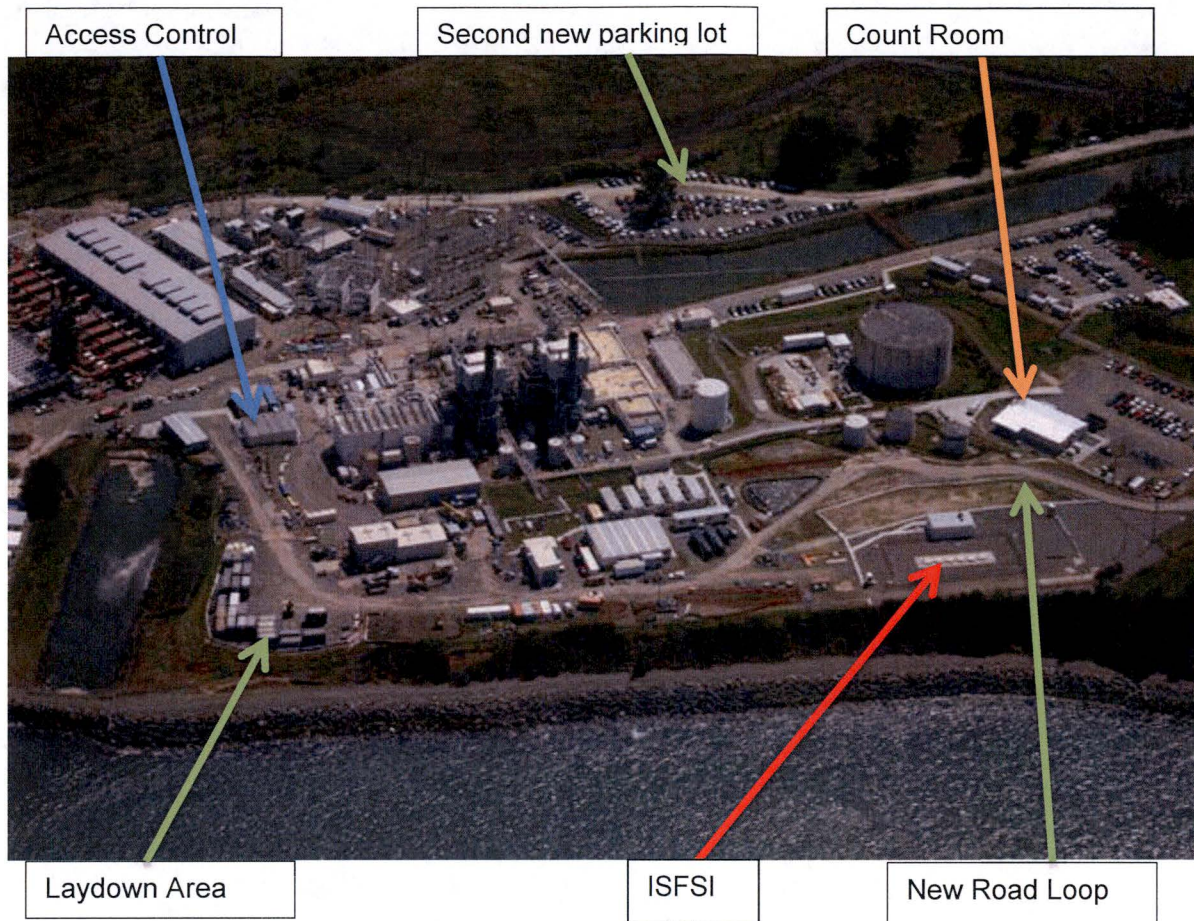 Access Control
Second new parking lot
Count Room
Laydown Area
ISFSI
New Road Loop